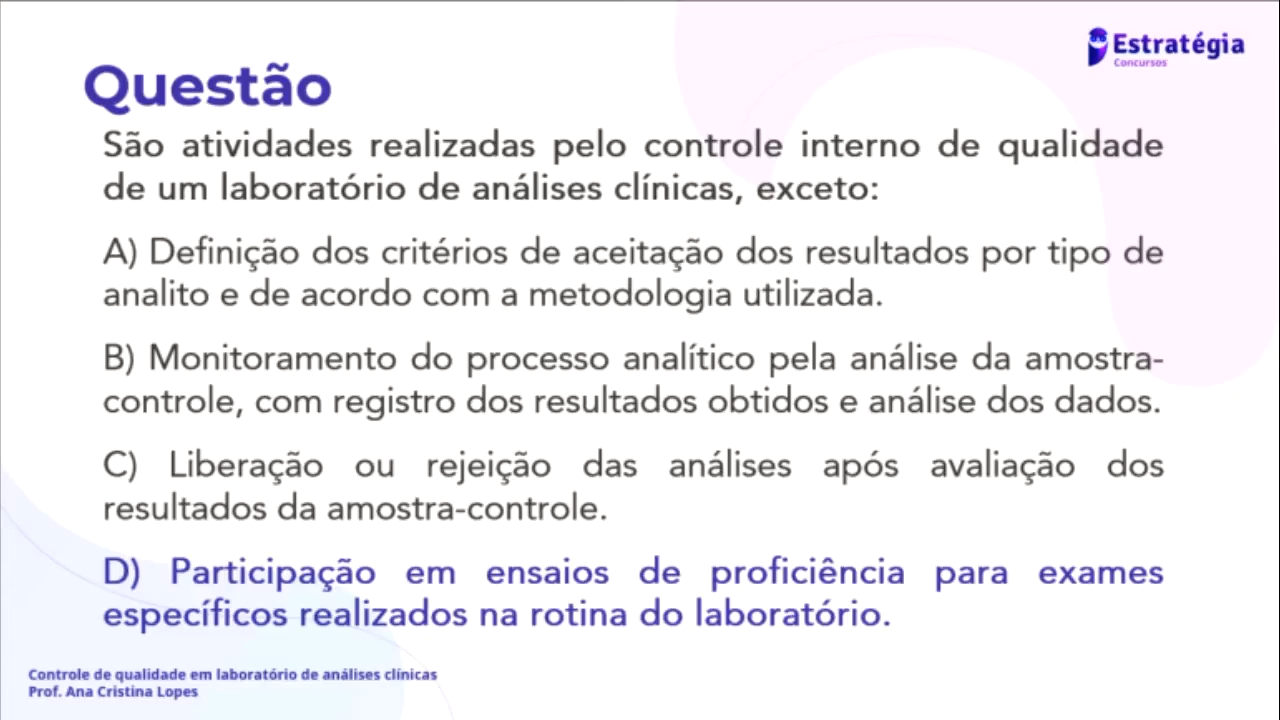 Estratégia
Concursos
Questão
São atividades realizadas pelo controle interno de qualidade
de um laboratório de análises clínicas, exceto:
A) Definição dos critérios de aceitação dos resultados por tipo de
analito e de acordo com a metodologia utilizada.
B) Monitoramento do processo analítico pela análise da amostra-
controle, com registro dos resultados obtidos e análise dos dados.
C) Liberação ou rejeição das análises após avaliação dos
resultados da amostra-controle.
D) Participação em ensaios de proficiência para exames
específicos realizados na rotina do laboratório.
Controle de qualidade em laboratório de análises clínicas
Prof. Ana Cristina Lopes